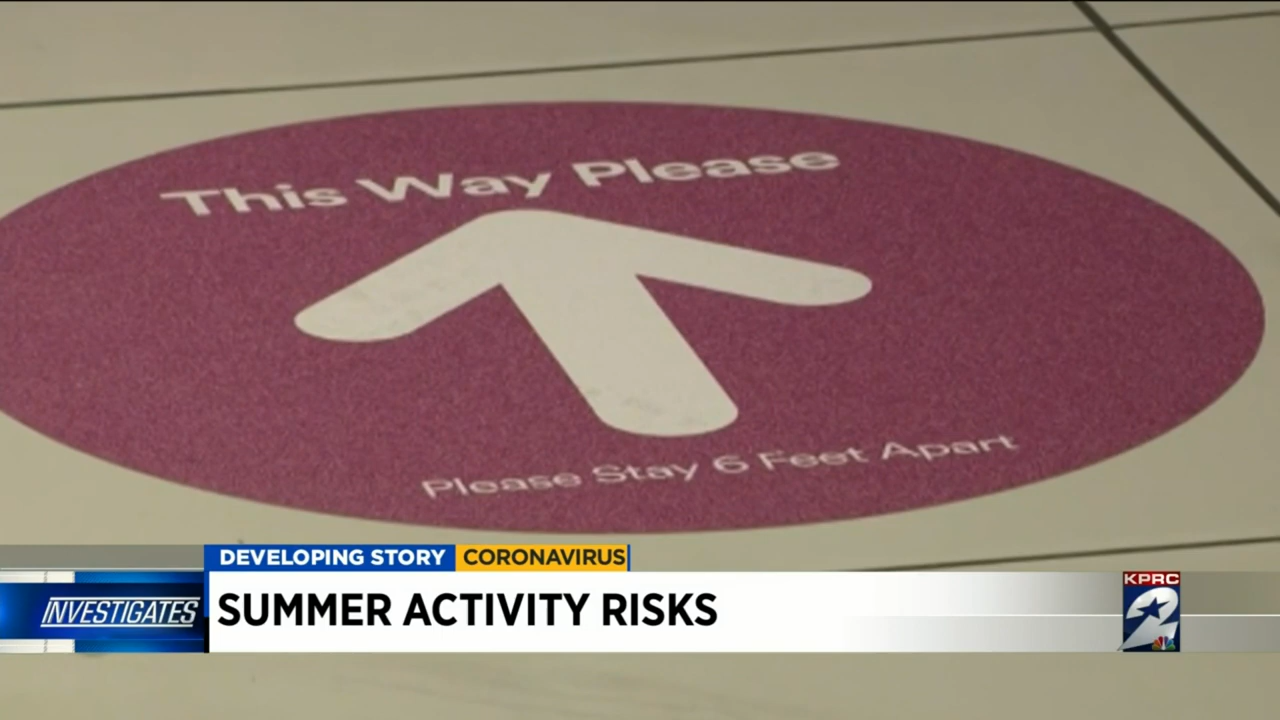 This Way Please
Please Stay 6 Feet Apart
DEVELOPING STORY CORONAVIRUS
INVESTIGATES
SUMMER ACTIVITY RISKS
KPRC
2